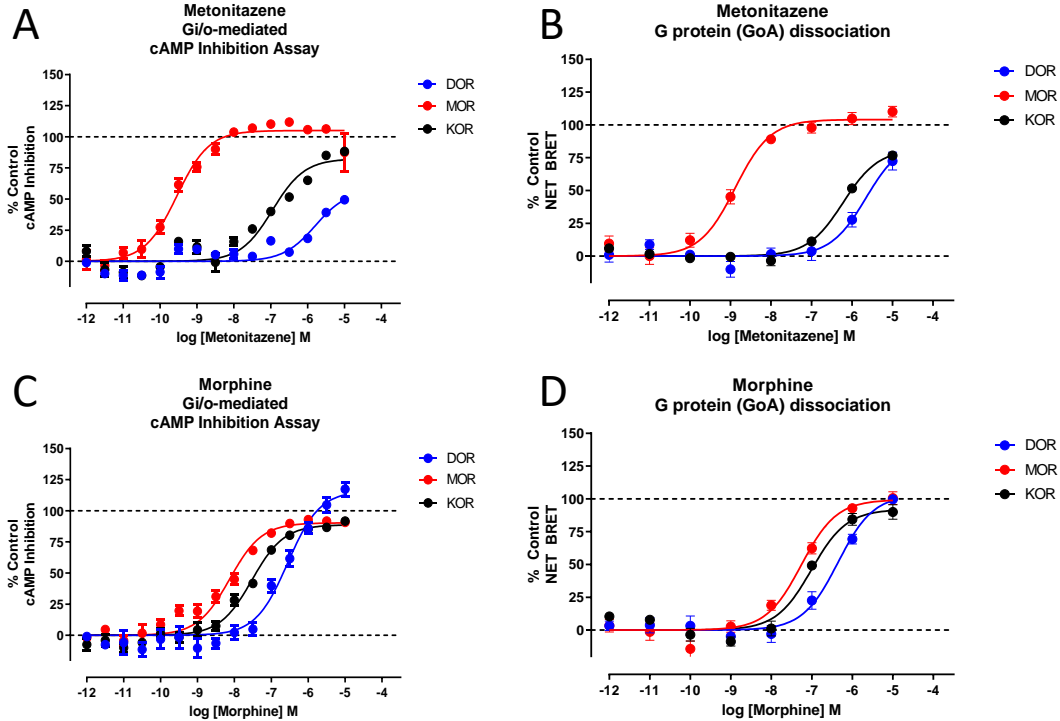 A
Metonitazene
Gi/o-mediated
cAMP Inhibition Assay
% Control
cAMP Inhibition
150
125
100
75
50
25
0
-12 -11 -10 -9 -8 -7 -6 -5 -4
log [Metonitazene] M
DOR
MOR
KOR
B
Metonitazene
G protein (GoA) dissociation
% Control
NET BRET
150
125
100
75
50
25
0
-12 -11 -10 -9 -8 -7 -6 -5 -4
log [Metonitazene] M
DOR
MOR
KOR
C
Morphine
Gi/o-mediated
cAMP Inhibition Assay
% Control
cAMP Inhibition
150
125
100
75
50
25
0
-12 -11 -10 -9 -8 -7 -6 -5 -4
log [Morphine] M
DOR
MOR
KOR
D
Morphine
G protein (GoA) dissociation
% Control
NET BRET
150
125
100
75
50
25
0
-12 -11 -10 -9 -8 -7 -6 -5 -4
log [Morphine] M
DOR
MOR
KOR